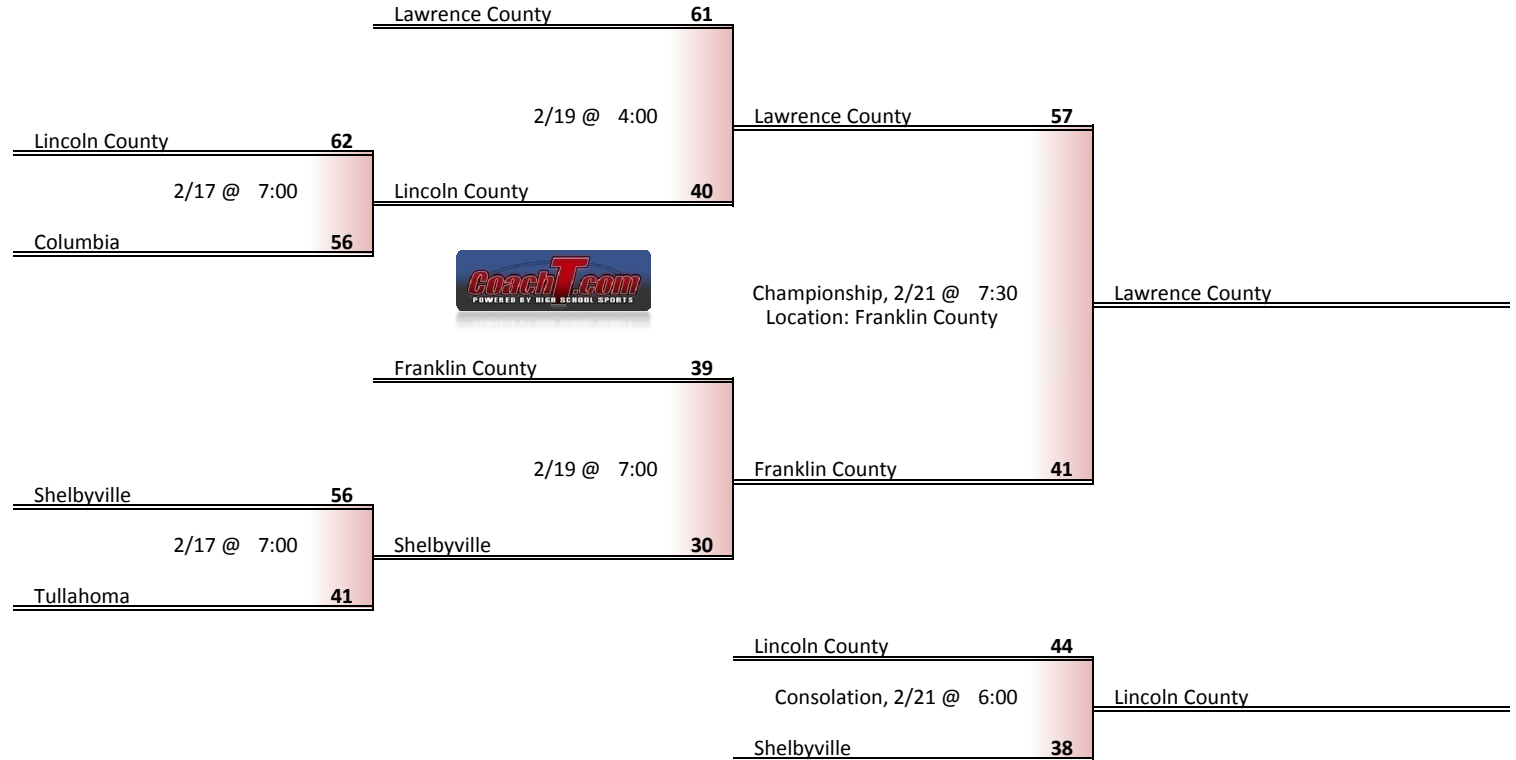 Lawrence County 61
2/19 @ 4:00
Lawrence County 57
Lincoln County 62
2/17 @ 7:00
Lincoln County 40
Columbia 56
CoachT.com
POWERED BY HIGH SCHOOL SPORTS
Championship, 2/21 @ 7:30
Location: Franklin County
Lawrence County
Franklin County 39
2/19 @ 7:00
Franklin County 41
Shelbyville 56
2/17 @ 7:00
Shelbyville 30
Tullahoma 41
Lincoln County 44
Consolation, 2/21 @ 6:00
Lincoln County
Shelbyville 38